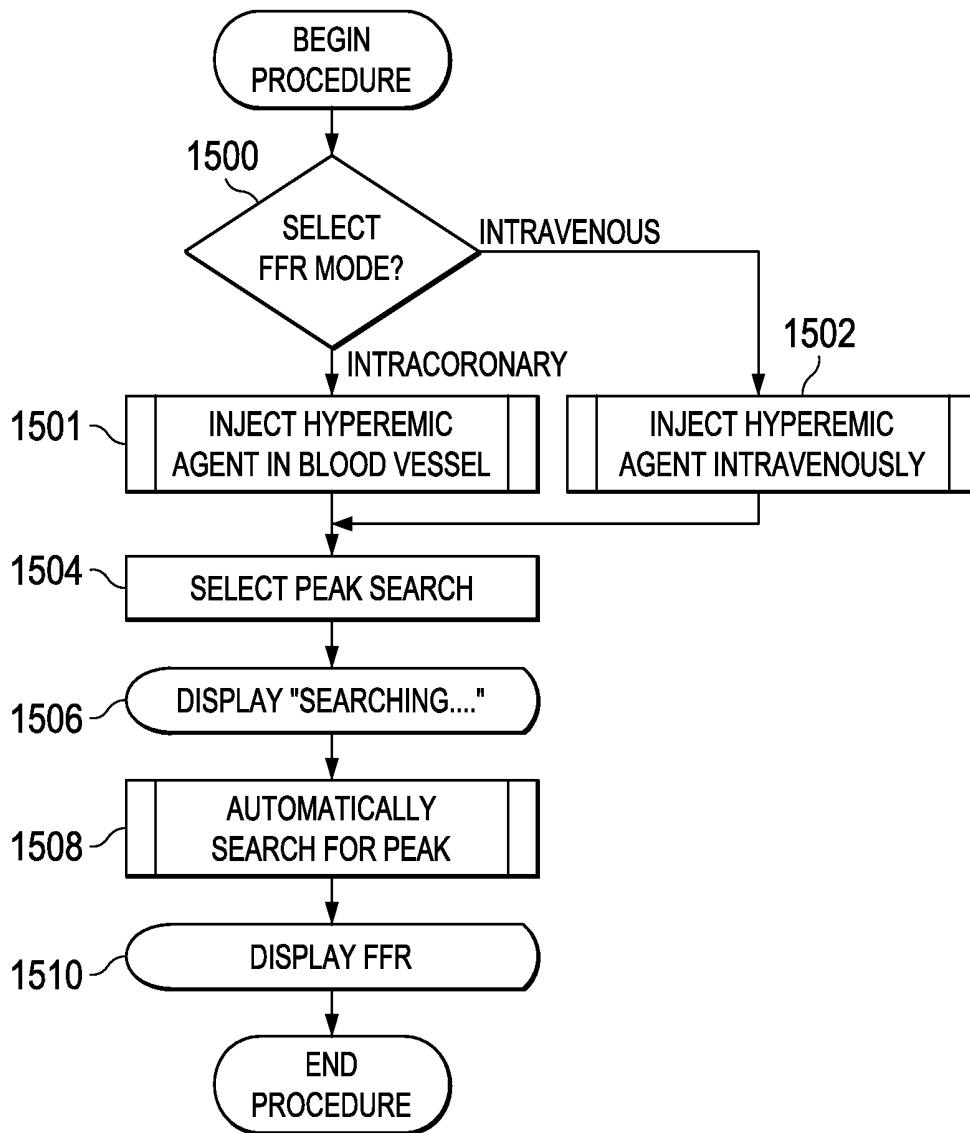 BEGIN
PROCEDURE
1500
SELECT
FFR MODE?
INTRAVENOUS
INTRACORONARY
1502
1501
INJECT HYPEREMIC
AGENT IN BLOOD VESSEL
INJECT HYPEREMIC
AGENT INTRAVENOUSLY
1504
SELECT PEAK SEARCH
1506
DISPLAY "SEARCHING...."
1508
AUTOMATICALLY
SEARCH FOR PEAK
1510
DISPLAY FFR
END
PROCEDURE